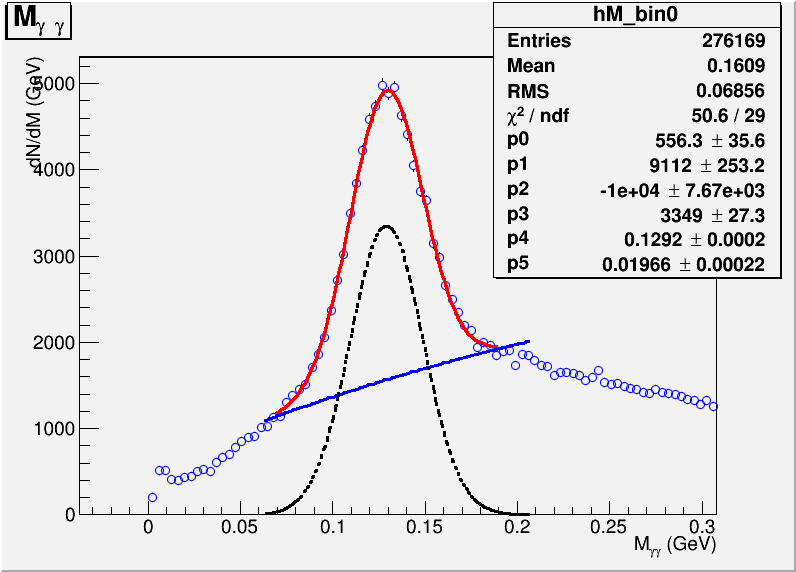 M_γ γ
hM_bin0
Entries 276169
Mean 0.1609
RMS 0.06856
χ² / ndf 50.6 / 29
p0 556.3 ± 35.6
p1 9112 ± 253.2
p2 -1e+04 ± 7.67e+03
p3 3349 ± 27.3
p4 0.1292 ± 0.0002
p5 0.01966 ± 0.00022
dN/dM (GeV)
5000
4000
3000
2000
1000
0
0 0.05 0.1 0.15 0.2 0.25 0.3
M_γγ (GeV)